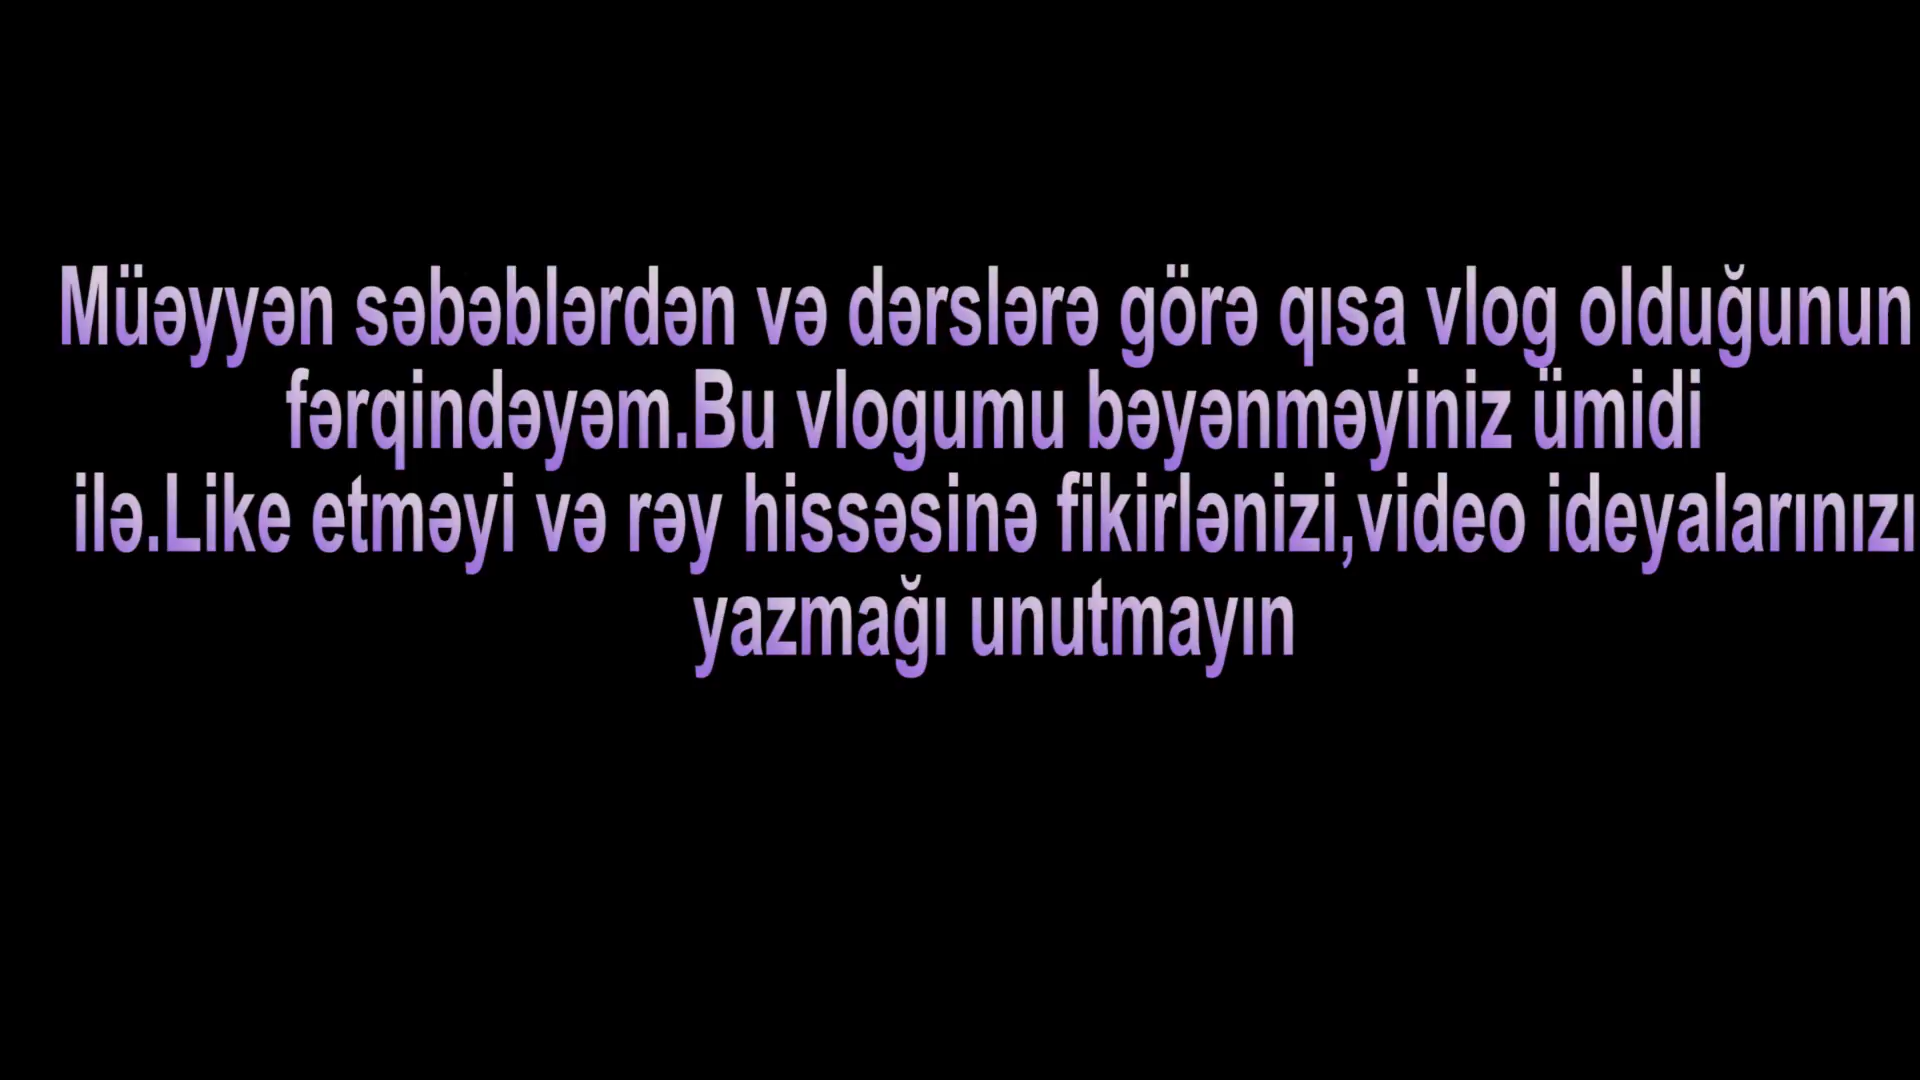 Müəyyən səbəblərdən və dərslərə görə qısa vlog olduğunun
fərqindəyəm.Bu vlogumu bəyənməyiniz ümidi
ilə.Like etməyi və rəy hissəsinə fikirlənizi,video ideyalarınızı
yazmağı unutmayın